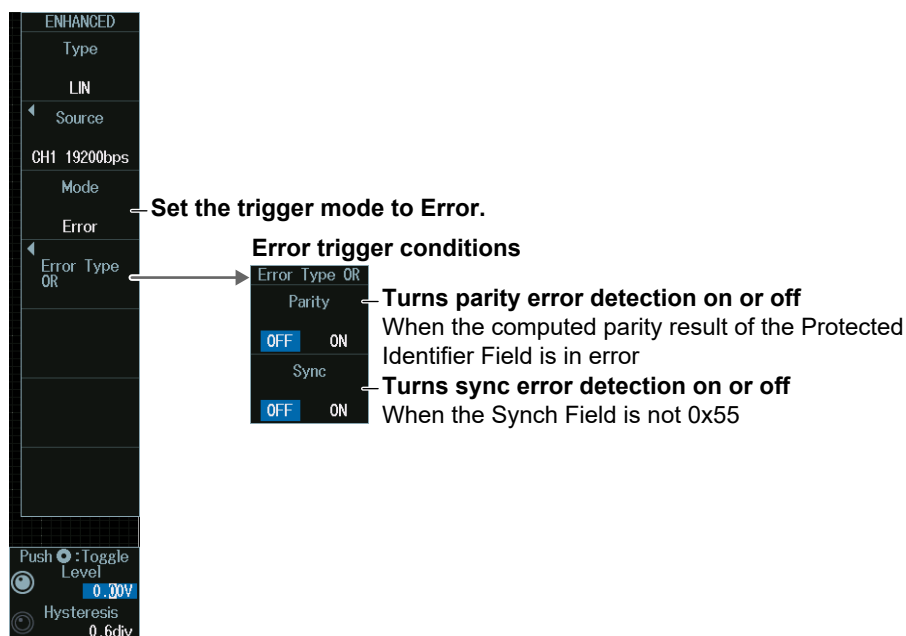 ENHANCED
Type
LIN
Source
CH1 19200bps
Mode
Error
Set the trigger mode to Error.
Error Type
OR
Error trigger conditions
Error Type OR
Parity
OFF ON
Turns parity error detection on or off
When the computed parity result of the Protected
Identifier Field is in error
Sync
OFF ON
Turns sync error detection on or off
When the Synch Field is not 0x55
Push :Toggle
Level
0.00V
Hysteresis
0.6div